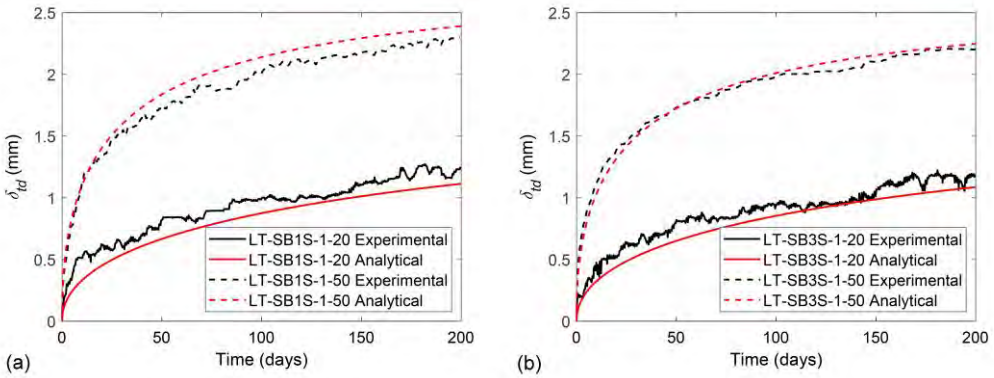 2.5
2
1.5
1
0.5
0
δtd (mm)
LT-SB1S-1-20 Experimental
LT-SB1S-1-20 Analytical
LT-SB1S-1-50 Experimental
LT-SB1S-1-50 Analytical
0 50 100 150 200
Time (days)
(a)
2.5
2
1.5
1
0.5
0
δtd (mm)
LT-SB3S-1-20 Experimental
LT-SB3S-1-20 Analytical
LT-SB3S-1-50 Experimental
LT-SB3S-1-50 Analytical
0 50 100 150 200
Time (days)
(b)